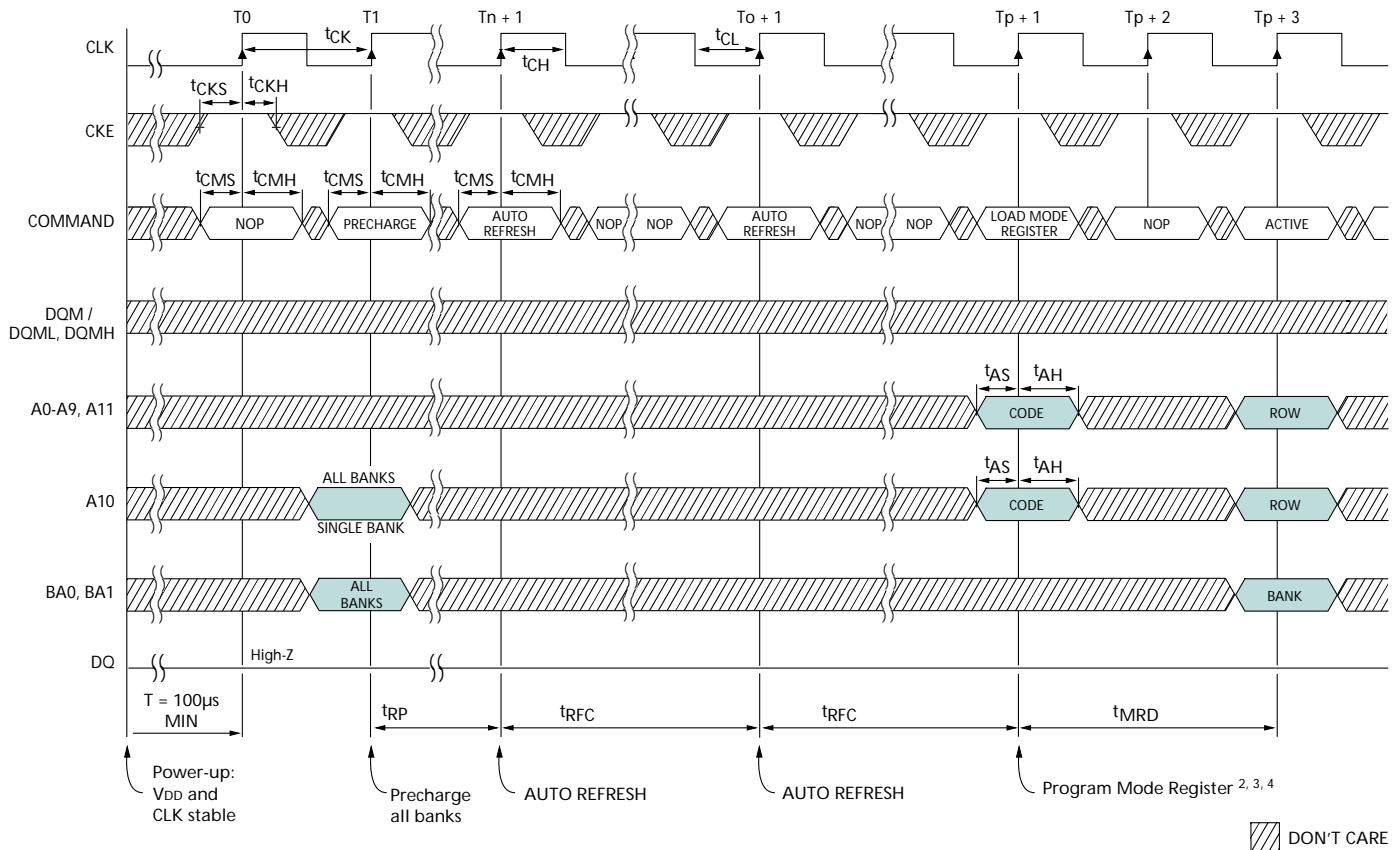 T0 T1 Tn + 1 To + 1 Tp + 1 Tp + 2 Tp + 3
CLK tCK tCH tCL
tCKS tCKH
CKE
tCMS tCMH tCMS tCMH tCMS tCMH
COMMAND NOP PRECHARGE AUTO REFRESH NOP NOP AUTO REFRESH NOP NOP LOAD MODE REGISTER NOP ACTIVE
DQM /
DQML, DQMH
tAS tAH
A0-A9, A11 CODE ROW
ALL BANKS tAS tAH
A10 CODE ROW
SINGLE BANK
BA0, BA1 ALL BANKS BANK
DQ High-Z
T = 100µs
MIN
tRP tRFC tRFC tMRD
Power-up:
VDD and
CLK stable
Precharge
all banks
AUTO REFRESH
AUTO REFRESH
Program Mode Register 2, 3, 4
DON'T CARE